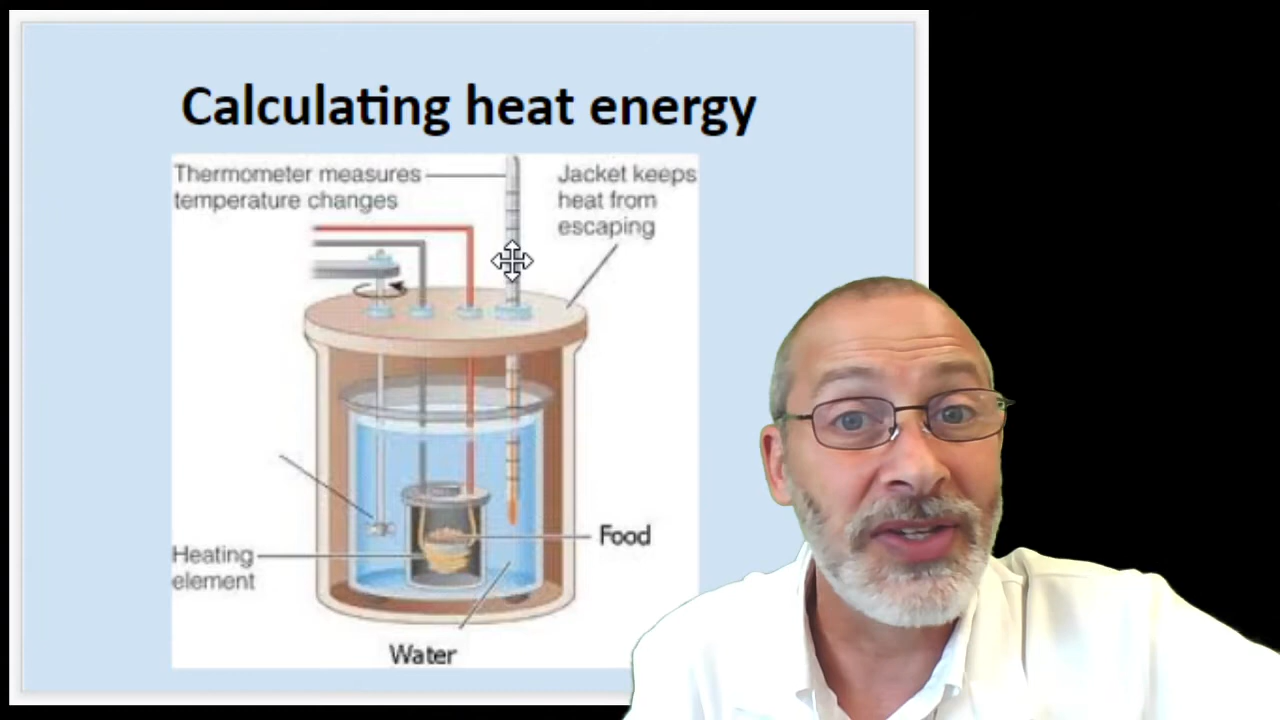 Calculating heat energy
Thermometer measures
temperature changes
Jacket keeps
heat from
escaping
Food
Heating
element
Water